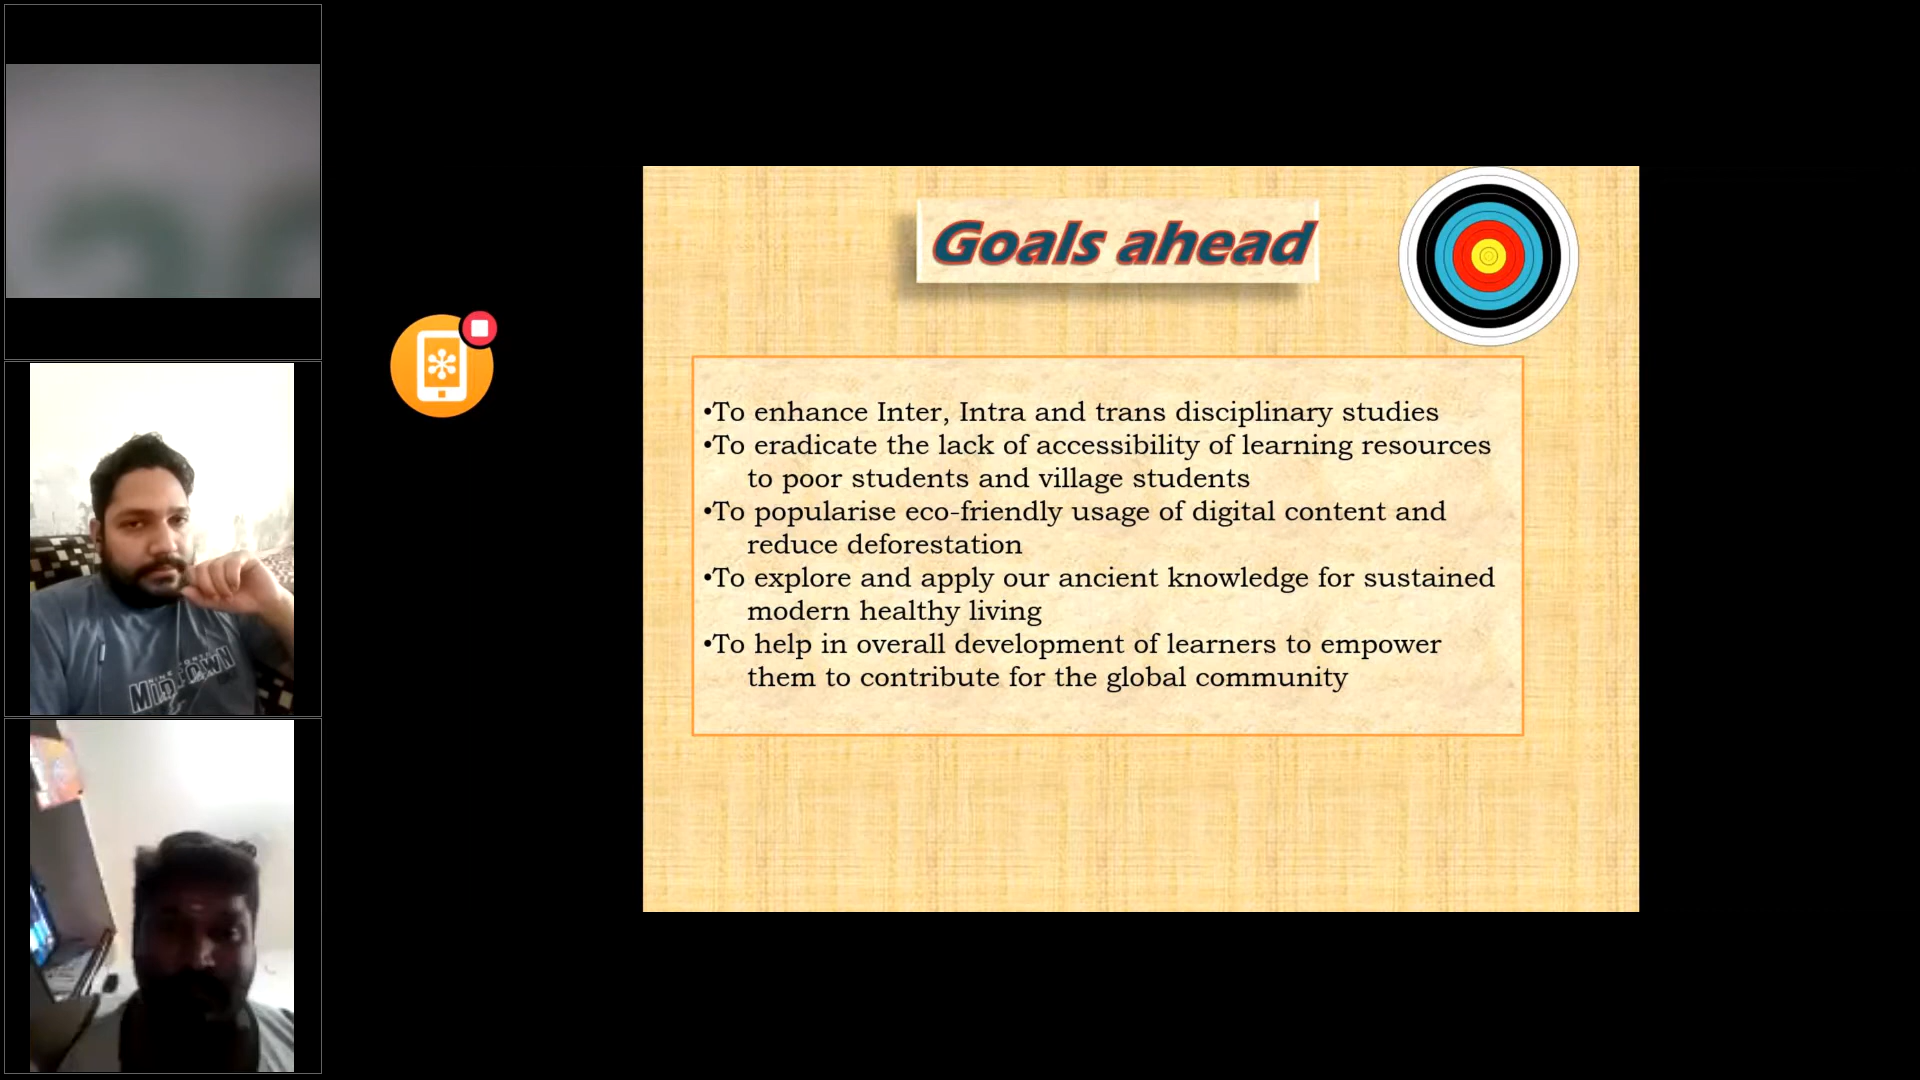 Goals ahead
•To enhance Inter, Intra and trans disciplinary studies
•To eradicate the lack of accessibility of learning resources
to poor students and village students
•To popularise eco-friendly usage of digital content and
reduce deforestation
•To explore and apply our ancient knowledge for sustained
modern healthy living
•To help in overall development of learners to empower
them to contribute for the global community